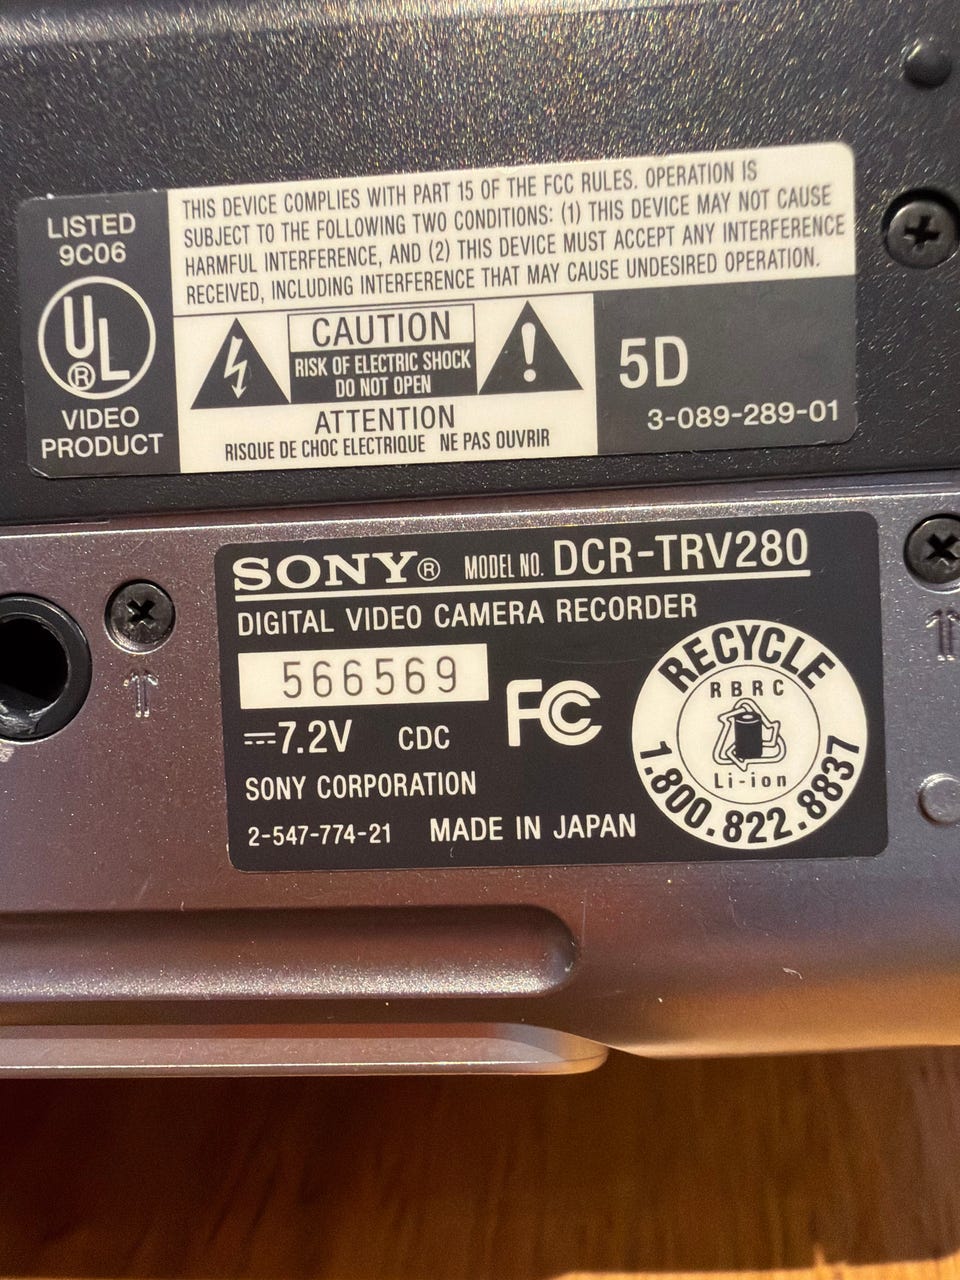 LISTED
9C06
UL®
VIDEO
PRODUCT
THIS DEVICE COMPLIES WITH PART 15 OF THE FCC RULES. OPERATION IS
SUBJECT TO THE FOLLOWING TWO CONDITIONS: (1) THIS DEVICE MAY NOT CAUSE
HARMFUL INTERFERENCE, AND (2) THIS DEVICE MUST ACCEPT ANY INTERFERENCE
RECEIVED, INCLUDING INTERFERENCE THAT MAY CAUSE UNDESIRED OPERATION.
CAUTION
RISK OF ELECTRIC SHOCK
DO NOT OPEN
!
ATTENTION
RISQUE DE CHOC ELECTRIQUE NE PAS OUVRIR
5D
3-089-289-01
SONY® MODEL NO. DCR-TRV280
DIGITAL VIDEO CAMERA RECORDER
566569
⎓7.2V CDC
FC
SONY CORPORATION
2-547-774-21 MADE IN JAPAN
RECYCLE
RBRC
Li-ion
1.800.822.8837